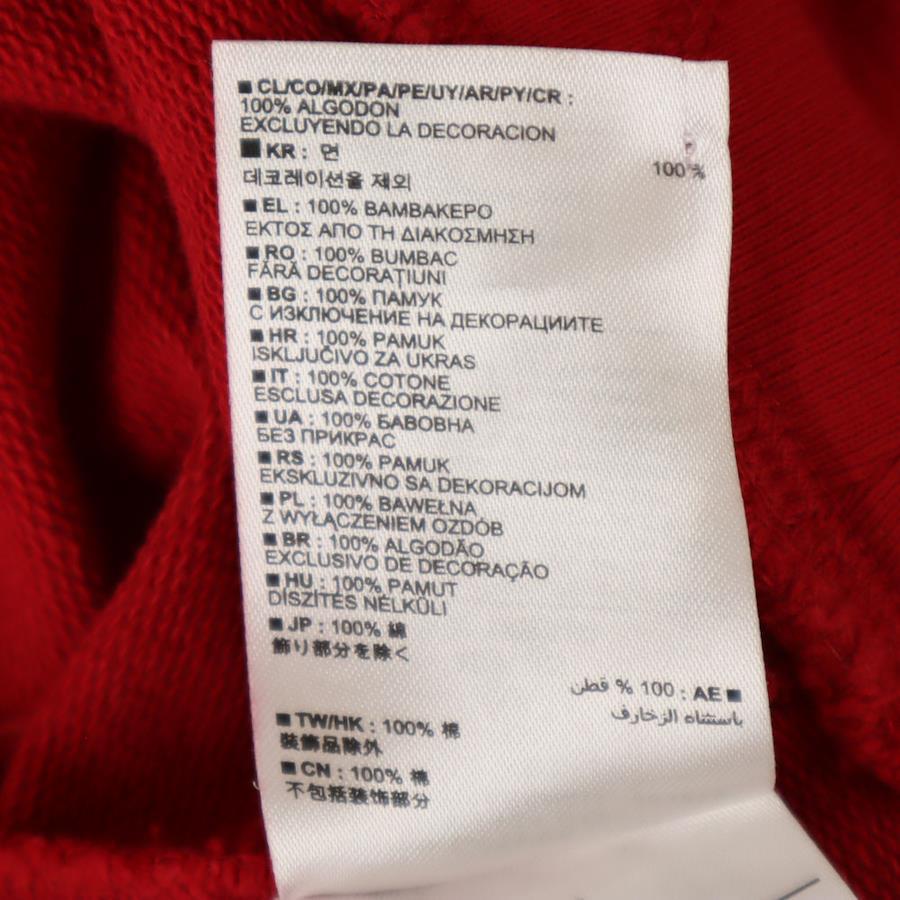 ■ CL/CO/MX/PA/PE/UY/AR/PY/CR :
100% ALGODON
EXCLUYENDO LA DECORACION
■ KR : 면
100 %
데코레이션을 제외
■ EL : 100% ΒΑΜΒΑΚΕΡΟ
ΕΚΤΟΣ ΑΠΟ ΤΗ ΔΙΑΚΟΣΜΗΣΗ
■ RO : 100% BUMBAC
FĂRĂ DECORAȚIUNI
■ BG : 100% ПАМУК
С ИЗКЛЮЧЕНИЕ НА ДЕКОРАЦИИТЕ
■ HR : 100% PAMUK
ISKLJUČIVO ZA UKRAS
■ IT : 100% COTONE
ESCLUSA DECORAZIONE
■ UA : 100% БАВОВНА
БЕЗ ПРИКРАС
■ RS : 100% PAMUK
EKSKLUZIVNO SA DEKORACIJOM
■ PL : 100% BAWEŁNA
Z WYŁĄCZENIEM OZDÓB
■ BR : 100% ALGODÃO
EXCLUSIVO DE DECORAÇÃO
■ HU : 100% PAMUT
DÍSZÍTÉS NÉLKÜLI
■ JP : 100% 綿
飾り部分を除く
■ AE : 100 % قطن
باستثناء الزخارف
■ TW/HK : 100% 棉
裝飾品除外
■ CN : 100% 棉
不包括装饰部分